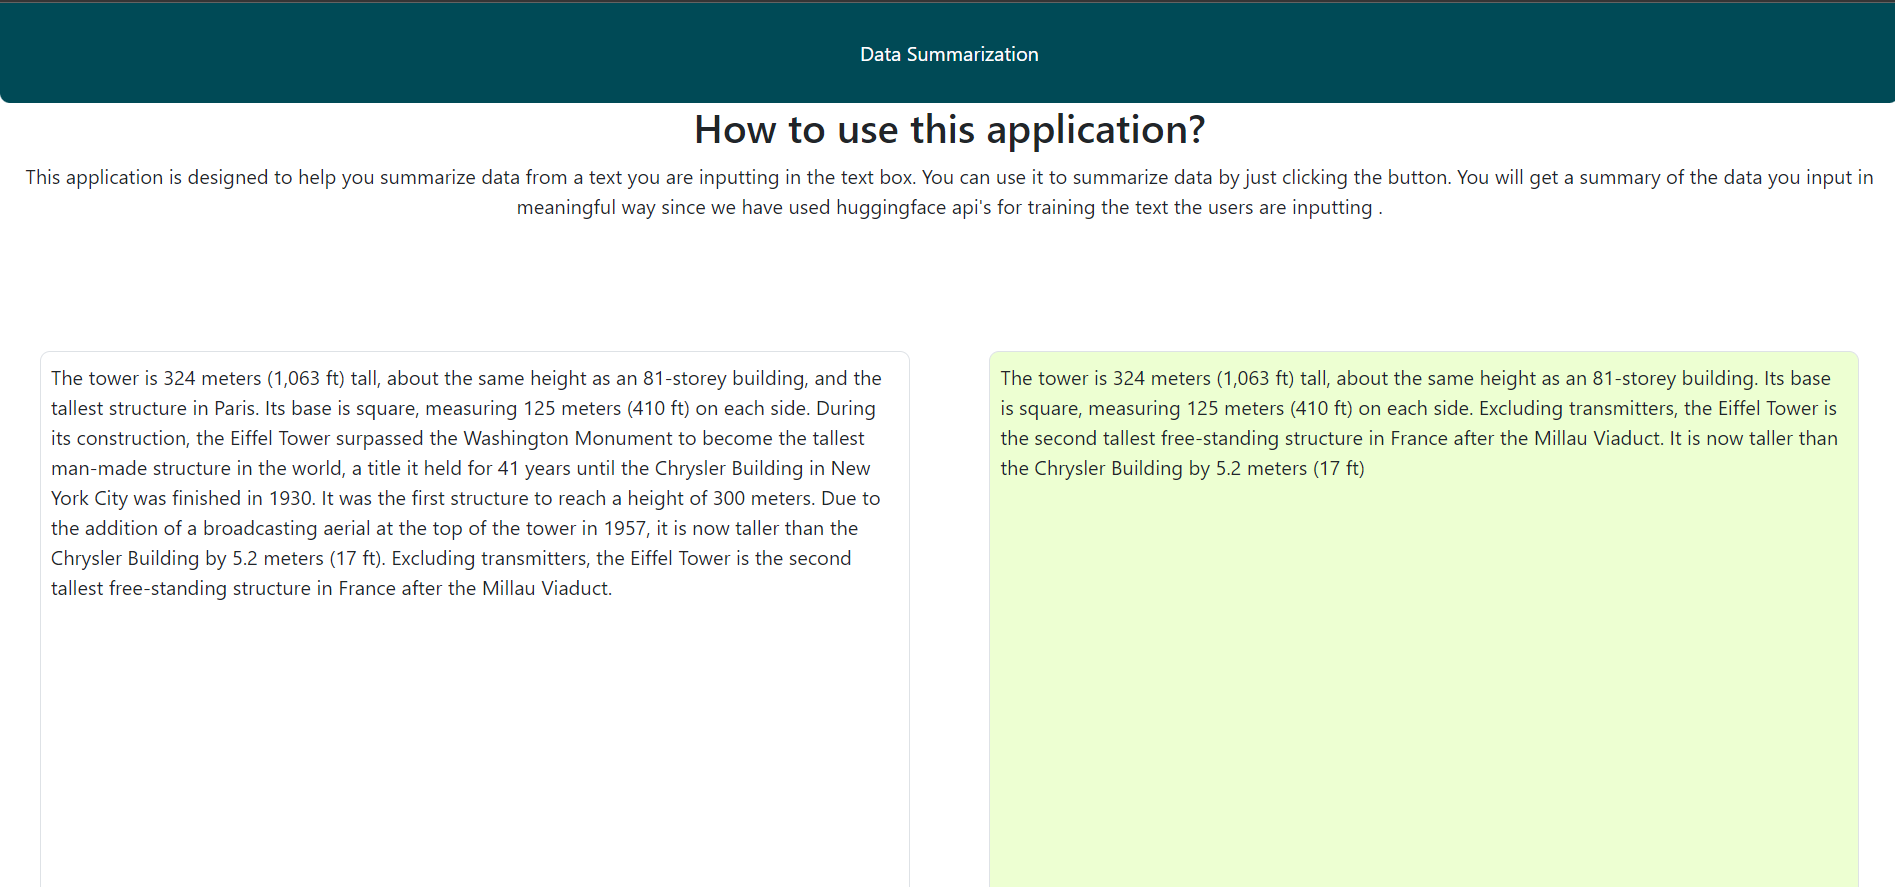 Data Summarization
How to use this application?
This application is designed to help you summarize data from a text you are inputting in the text box. You can use it to summarize data by just clicking the button. You will get a summary of the data you input in
meaningful way since we have used huggingface api's for training the text the users are inputting .
The tower is 324 meters (1,063 ft) tall, about the same height as an 81-storey building, and the
tallest structure in Paris. Its base is square, measuring 125 meters (410 ft) on each side. During
its construction, the Eiffel Tower surpassed the Washington Monument to become the tallest
man-made structure in the world, a title it held for 41 years until the Chrysler Building in New
York City was finished in 1930. It was the first structure to reach a height of 300 meters. Due to
the addition of a broadcasting aerial at the top of the tower in 1957, it is now taller than the
Chrysler Building by 5.2 meters (17 ft). Excluding transmitters, the Eiffel Tower is the second
tallest free-standing structure in France after the Millau Viaduct.
The tower is 324 meters (1,063 ft) tall, about the same height as an 81-storey building. Its base
is square, measuring 125 meters (410 ft) on each side. Excluding transmitters, the Eiffel Tower is
the second tallest free-standing structure in France after the Millau Viaduct. It is now taller than
the Chrysler Building by 5.2 meters (17 ft)